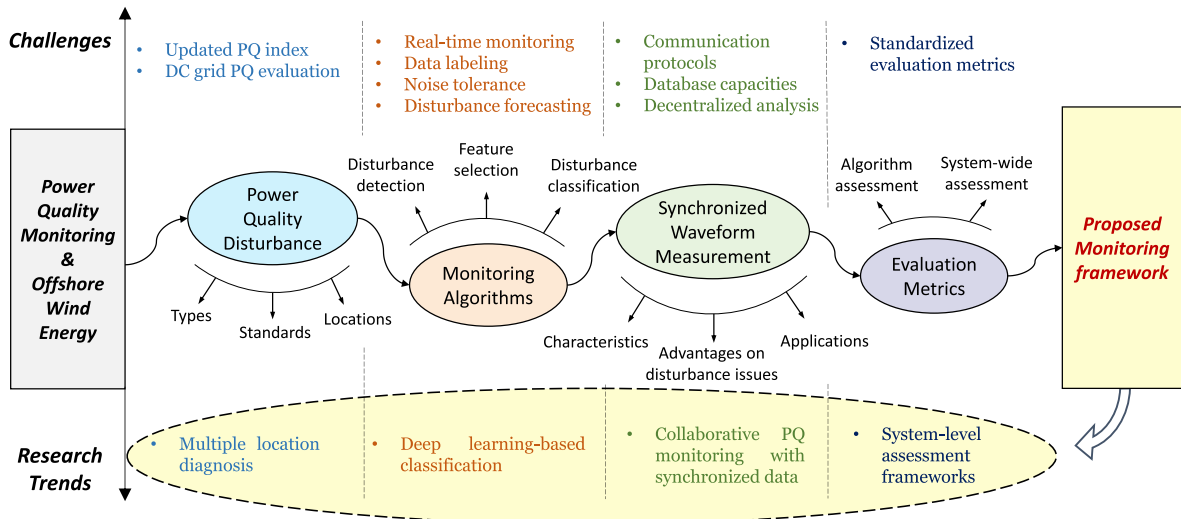 Challenges
• Updated PQ index
• DC grid PQ evaluation
• Real-time monitoring
• Data labeling
• Noise tolerance
• Disturbance forecasting
• Communication
protocols
• Database capacities
• Decentralized analysis
• Standardized
evaluation metrics
Power
Quality
Monitoring
&
Offshore
Wind
Energy
Power
Quality
Disturbance
Types
Standards
Locations
Disturbance
detection
Feature
selection
Disturbance
classification
Monitoring
Algorithms
Synchronized
Waveform
Measurement
Characteristics
Advantages on
disturbance issues
Applications
Algorithm
assessment
System-wide
assessment
Evaluation
Metrics
Proposed
Monitoring
framework
Research
Trends
• Multiple location
diagnosis
• Deep learning-based
classification
• Collaborative PQ
monitoring with
synchronized data
• System-level
assessment
frameworks